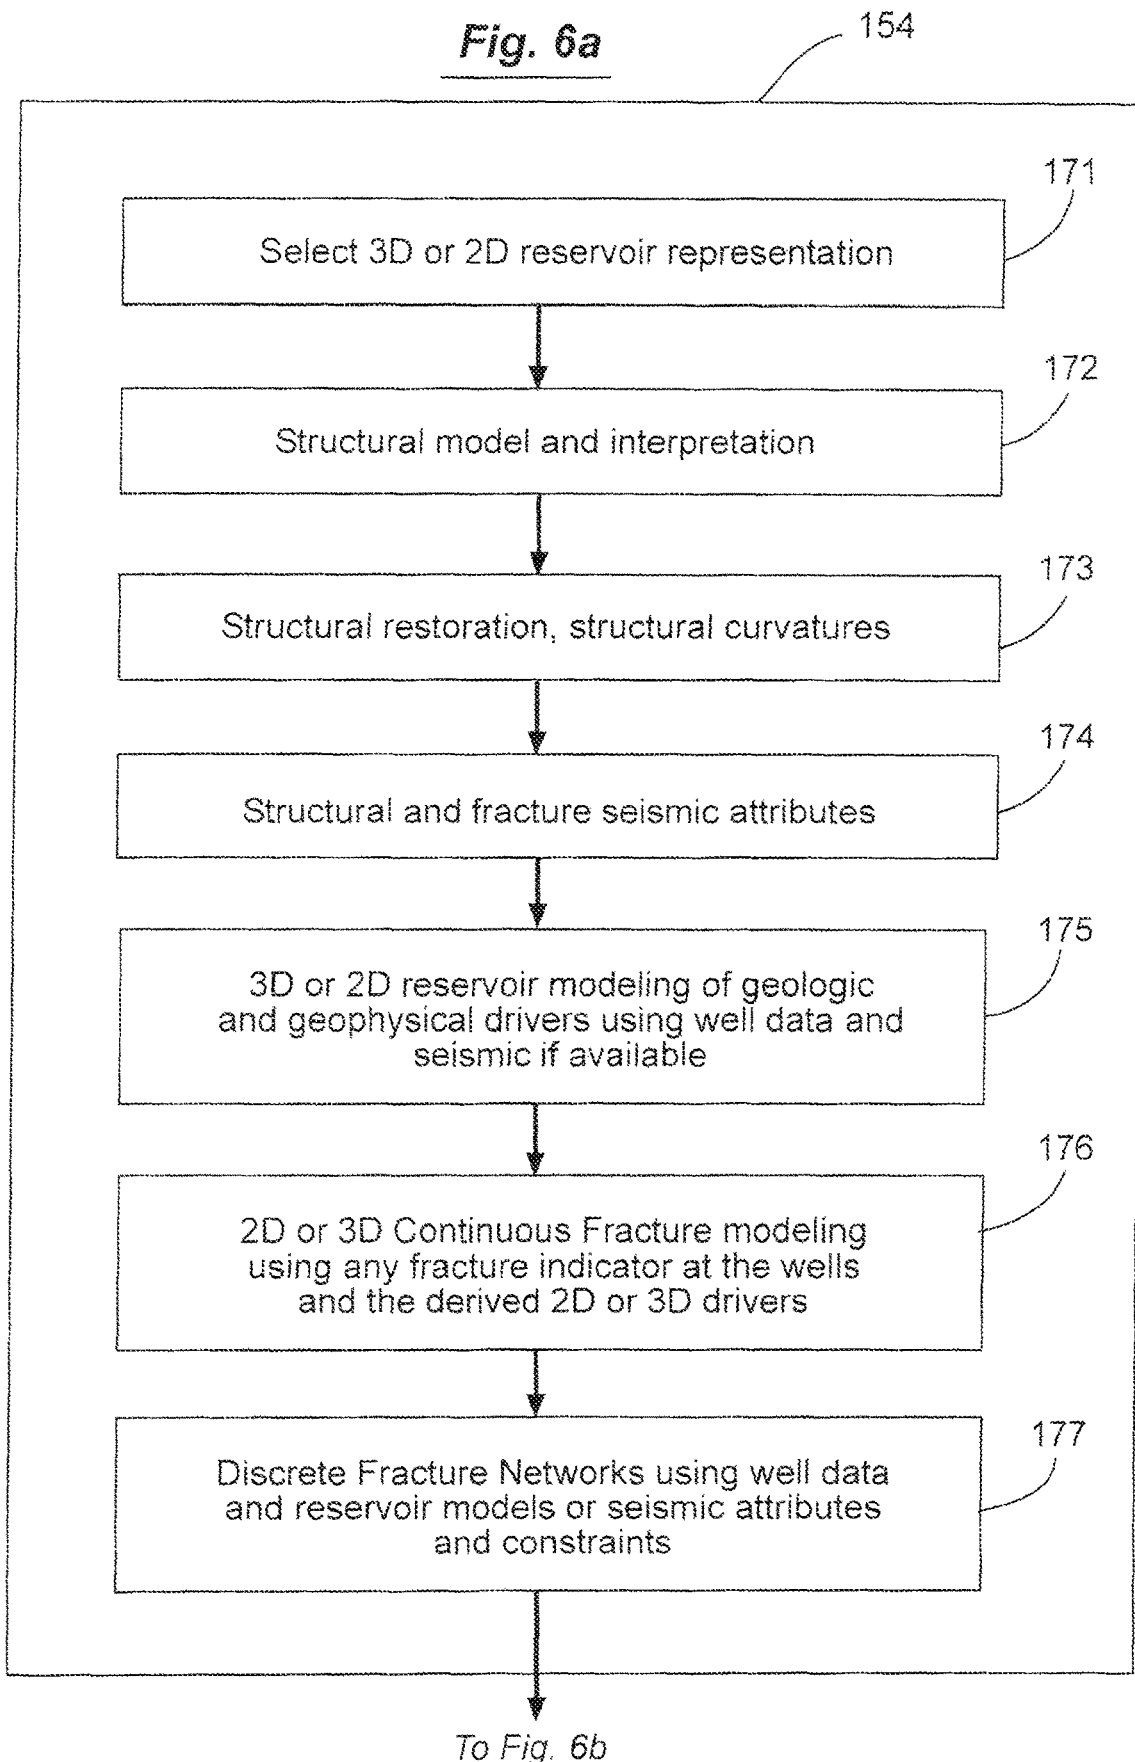 Fig. 6a
154
171
Select 3D or 2D reservoir representation
172
Structural model and interpretation
173
Structural restoration, structural curvatures
174
Structural and fracture seismic attributes
175
3D or 2D reservoir modeling of geologic
and geophysical drivers using well data and
seismic if available
176
2D or 3D Continuous Fracture modeling
using any fracture indicator at the wells
and the derived 2D or 3D drivers
177
Discrete Fracture Networks using well data
and reservoir models or seismic attributes
and constraints
To Fig. 6b